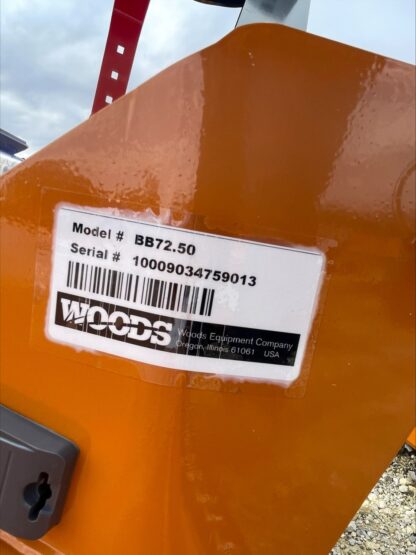 Model # BB72.50
Serial # 10009034759013
WOODS
Woods Equipment Company
Oregon, Illinois 61061 USA